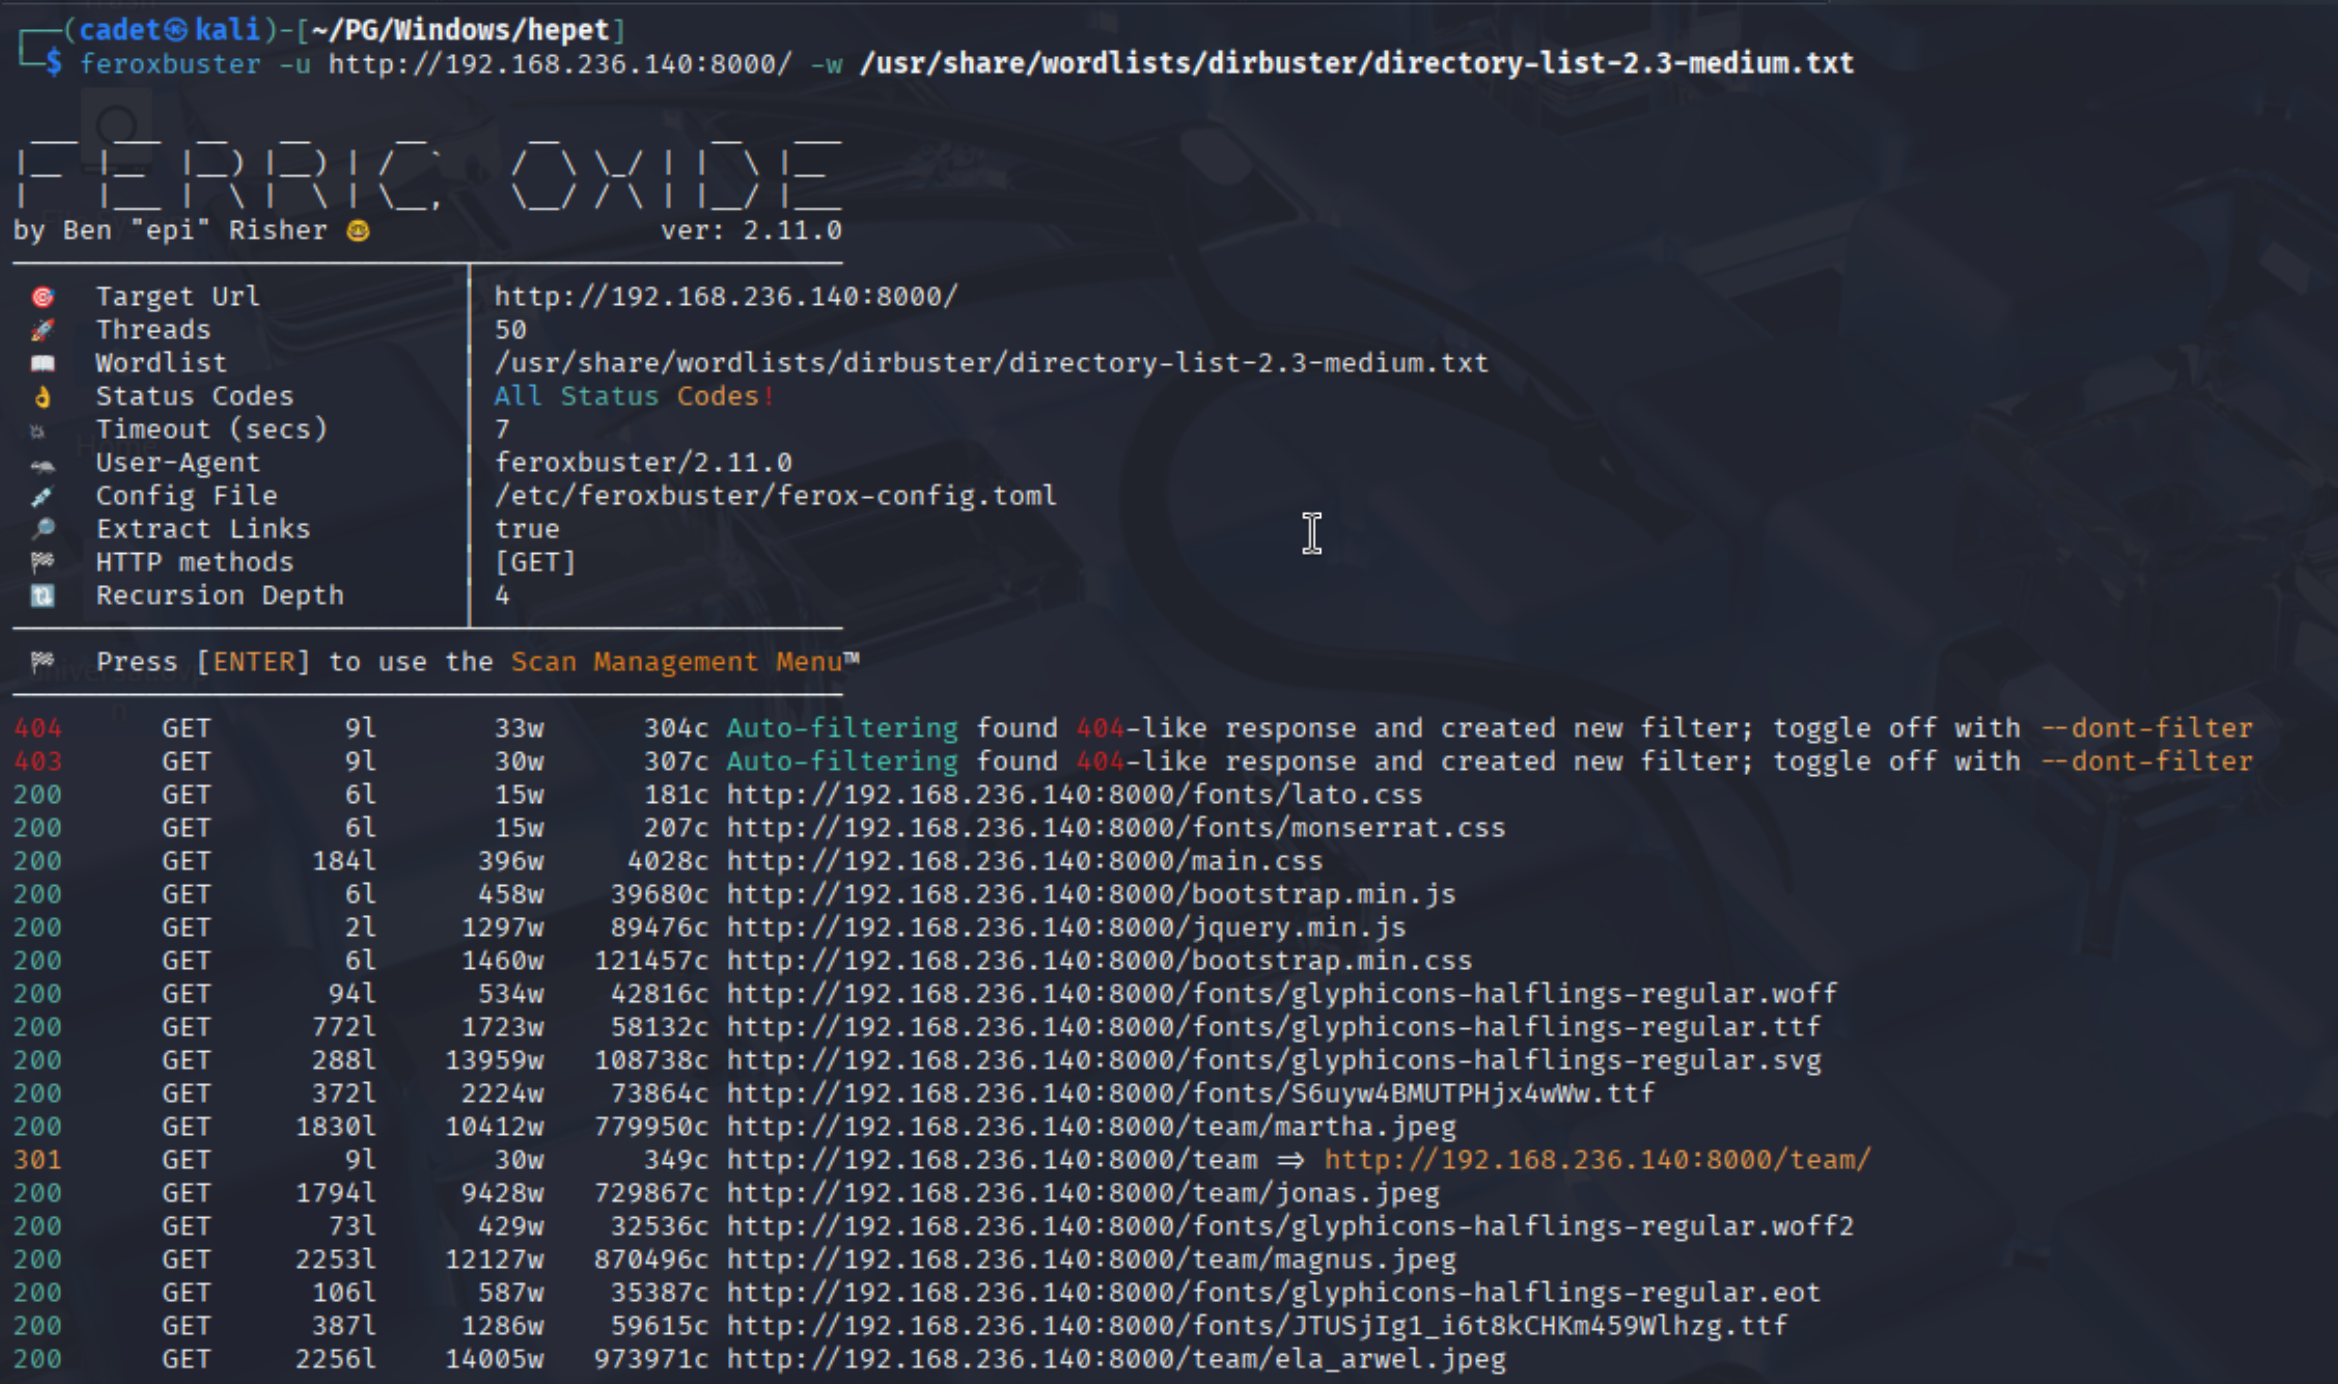 ┌──(cadet㉿kali)-[~/PG/Windows/hepet]
└─$ feroxbuster -u http://192.168.236.140:8000/ -w /usr/share/wordlists/dirbuster/directory-list-2.3-medium.txt
FERRIC OXIDE
by Ben "epi" Risher 🤓 ver: 2.11.0
🎯 Target Url │ http://192.168.236.140:8000/
🚀 Threads │ 50
📖 Wordlist │ /usr/share/wordlists/dirbuster/directory-list-2.3-medium.txt
👌 Status Codes │ All Status Codes!
💥 Timeout (secs) │ 7
🦡 User-Agent │ feroxbuster/2.11.0
💉 Config File │ /etc/feroxbuster/ferox-config.toml
🔎 Extract Links │ true
🏁 HTTP methods │ [GET]
🔃 Recursion Depth │ 4
🏁 Press [ENTER] to use the Scan Management Menu™
404 GET 9l 33w 304c Auto-filtering found 404-like response and created new filter; toggle off with --dont-filter
403 GET 9l 30w 307c Auto-filtering found 404-like response and created new filter; toggle off with --dont-filter
200 GET 6l 15w 181c http://192.168.236.140:8000/fonts/lato.css
200 GET 6l 15w 207c http://192.168.236.140:8000/fonts/monserrat.css
200 GET 184l 396w 4028c http://192.168.236.140:8000/main.css
200 GET 6l 458w 39680c http://192.168.236.140:8000/bootstrap.min.js
200 GET 2l 1297w 89476c http://192.168.236.140:8000/jquery.min.js
200 GET 6l 1460w 121457c http://192.168.236.140:8000/bootstrap.min.css
200 GET 94l 534w 42816c http://192.168.236.140:8000/fonts/glyphicons-halflings-regular.woff
200 GET 772l 1723w 58132c http://192.168.236.140:8000/fonts/glyphicons-halflings-regular.ttf
200 GET 288l 13959w 108738c http://192.168.236.140:8000/fonts/glyphicons-halflings-regular.svg
200 GET 372l 2224w 73864c http://192.168.236.140:8000/fonts/S6uyw4BMUTPHjx4wWw.ttf
200 GET 1830l 10412w 779950c http://192.168.236.140:8000/team/martha.jpeg
301 GET 9l 30w 349c http://192.168.236.140:8000/team => http://192.168.236.140:8000/team/
200 GET 1794l 9428w 729867c http://192.168.236.140:8000/team/jonas.jpeg
200 GET 73l 429w 32536c http://192.168.236.140:8000/fonts/glyphicons-halflings-regular.woff2
200 GET 2253l 12127w 870496c http://192.168.236.140:8000/team/magnus.jpeg
200 GET 106l 587w 35387c http://192.168.236.140:8000/fonts/glyphicons-halflings-regular.eot
200 GET 387l 1286w 59615c http://192.168.236.140:8000/fonts/JTUSjIg1_i6t8kCHKm459Wlhzg.ttf
200 GET 2256l 14005w 973971c http://192.168.236.140:8000/team/ela_arwel.jpeg